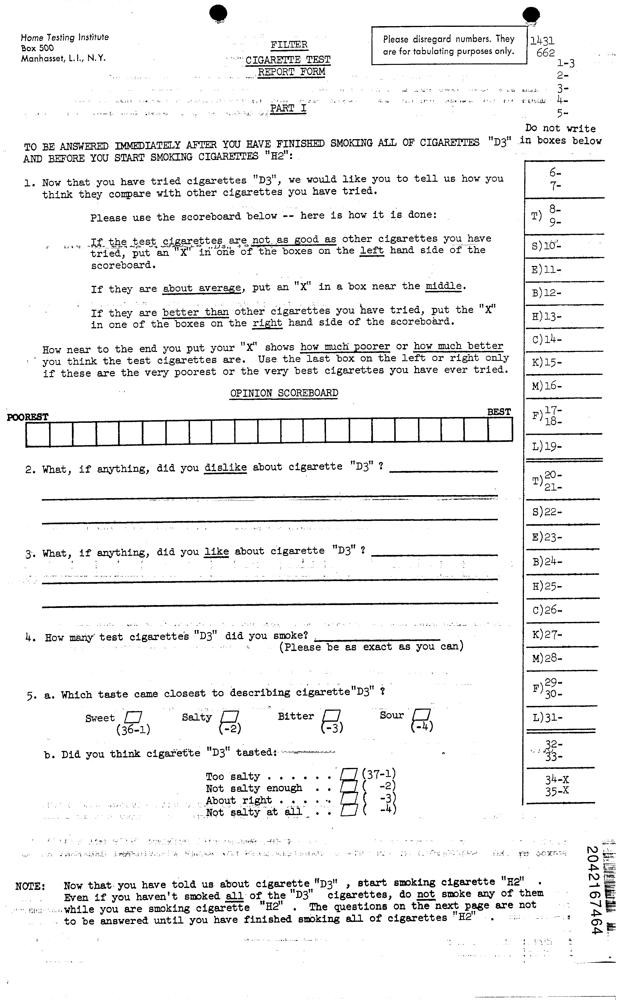 Home Testing Institute
Box 500
Manhasset, L.I., N.Y.
FILTER
CIGARETTE TEST
REPORT FORM
Please disregard numbers. They
are for tabulating purposes only.
1431
662
1-3
2-
3-
4-
5-
PART I
Do not write
in boxes below
TO BE ANSWERED IMMEDIATELY AFTER YOU HAVE FINISHED SMOKING ALL OF CIGARETTES "D3"
AND BEFORE YOU START SMOKING CIGARETTES "H2":
1. Now that you have tried cigarettes "D3", we would like you to tell us how you
think they compare with other cigarettes you have tried.
Please use the scoreboard below -- here is how it is done:
If the test cigarettes are not as good as other cigarettes you have
tried, put an "X" in one of the boxes on the left hand side of the
scoreboard.
If they are about average, put an "X" in a box near the middle.
If they are better than other cigarettes you have tried, put the "X"
in one of the boxes on the right hand side of the scoreboard.
How near to the end you put your "X" shows how much poorer or how much better
you think the test cigarettes are. Use the last box on the left or right only
if these are the very poorest or the very best cigarettes you have ever tried.
OPINION SCOREBOARD
POOREST BEST
2. What, if anything, did you dislike about cigarette "D3" ?
3. What, if anything, did you like about cigarette "D3" ?
4. How many test cigarettes "D3" did you smoke?
(Please be as exact as you can)
5. a. Which taste came closest to describing cigarette "D3" ?
Sweet Salty Bitter Sour
(36-1) (-2) (-3) (-4)
b. Did you think cigarette "D3" tasted:
Too salty . . . . . . (37-1)
Not salty enough . . ( -2)
About right . . . . . ( -3)
Not salty at all . . ( -4)
6-
7-
T) 8-
9-
S)10-
E)11-
B)12-
H)13-
C)14-
K)15-
M)16-
F)17-
18-
L)19-
T)20-
21-
S)22-
E)23-
B)24-
H)25-
C)26-
K)27-
M)28-
F)29-
30-
L)31-
32-
33-
34-X
35-X
NOTE: Now that you have told us about cigarette "D3" , start smoking cigarette "H2" .
Even if you haven't smoked all of the "D3" cigarettes, do not smoke any of them
while you are smoking cigarette "H2" . The questions on the next page are not
to be answered until you have finished smoking all of cigarettes "H2" .
2042167464